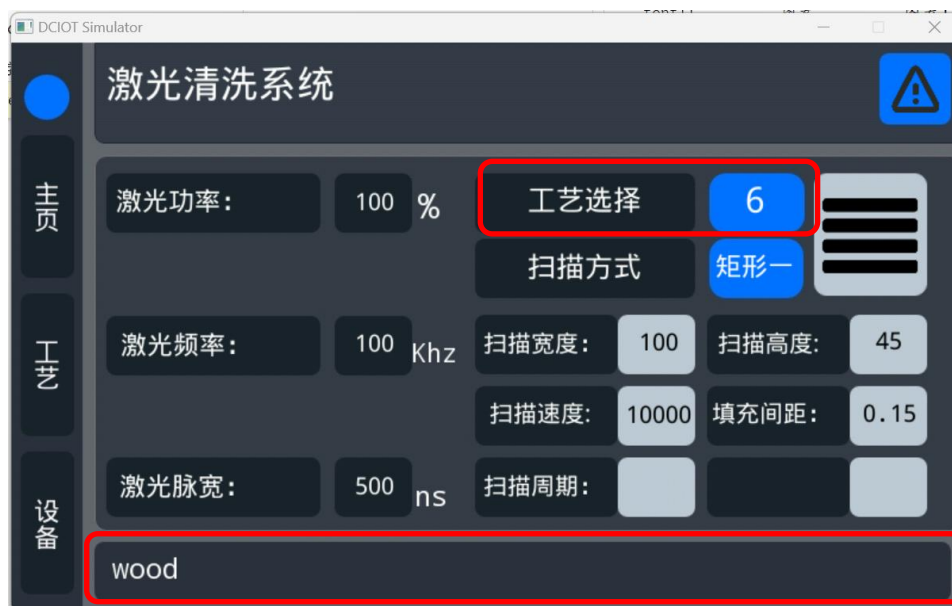 DCIOT Simulator
激光清洗系统
主页
工艺
设备
激光功率: 100 %
工艺选择 6
扫描方式 矩形一
激光频率: 100 Khz
扫描宽度: 100 扫描高度: 45
扫描速度: 10000 填充间距: 0.15
激光脉宽: 500 ns
扫描周期:
wood